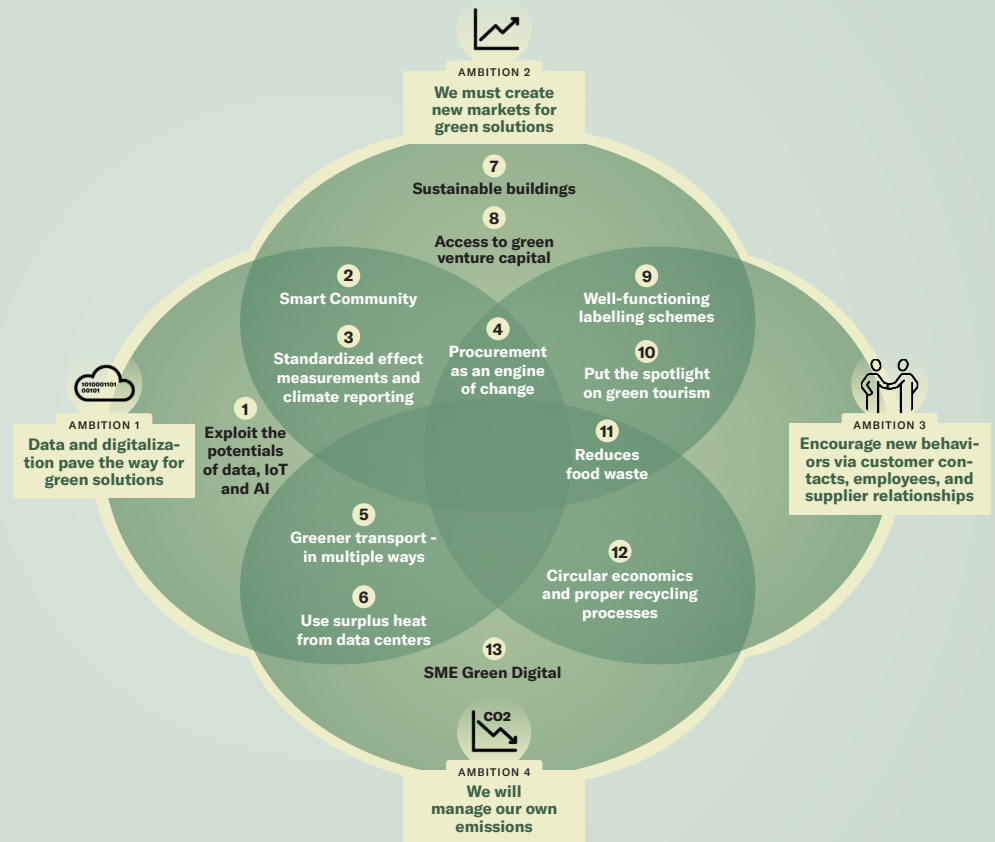 AMBITION 2
We must create
new markets for
green solutions
7
Sustainable buildings
8
Access to green
venture capital
2
Smart Community
3
Standardized effect
measurements and
climate reporting
4
Procurement
as an engine
of change
9
Well-functioning
labelling schemes
10
Put the spotlight
on green tourism
1010001101
00101
AMBITION 1
Data and digitaliza-
tion pave the way for
green solutions
1
Exploit the
potentials
of data, IoT
and AI
11
Reduces
food waste
AMBITION 3
Encourage new behavi-
ors via customer con-
tacts, employees, and
supplier relationships
5
Greener transport -
in multiple ways
6
Use surplus heat
from data centers
12
Circular economics
and proper recycling
processes
13
SME Green Digital
CO2
AMBITION 4
We will
manage our own
emissions